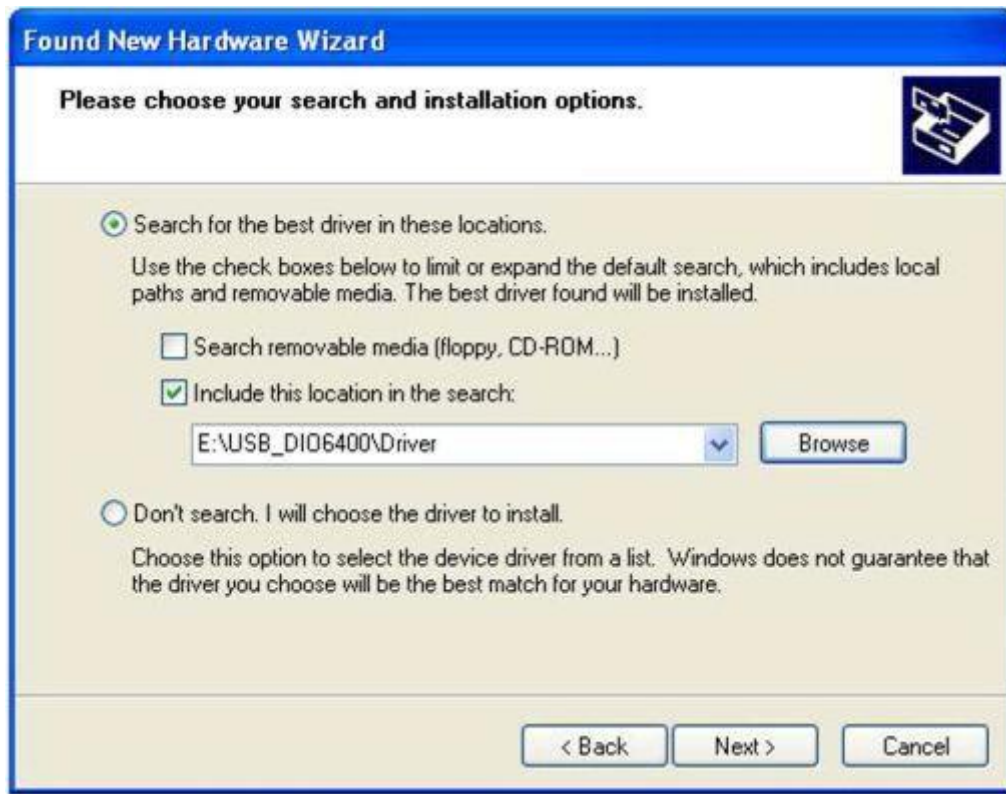 Found New Hardware Wizard
Please choose your search and installation options.
Search for the best driver in these locations.
Use the check boxes below to limit or expand the default search, which includes local
paths and removable media. The best driver found will be installed.
Search removable media (floppy, CD-ROM...)
Include this location in the search:
E:\USB_DIO6400\Driver
Browse
Don't search. I will choose the driver to install.
Choose this option to select the device driver from a list. Windows does not guarantee that
the driver you choose will be the best match for your hardware.
< Back
Next >
Cancel